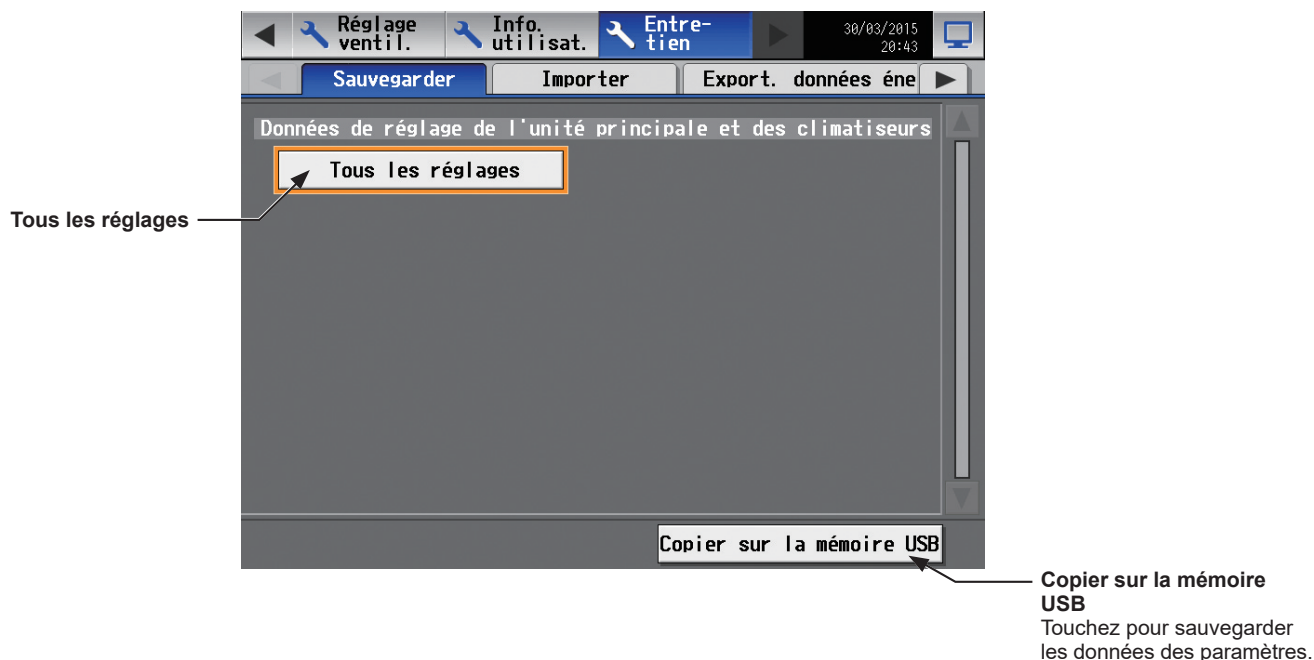 Réglage ventil.
Info. utilisat.
Entre- tien
30/03/2015
20:43
Sauvegarder
Importer
Export. données éne
Données de réglage de l'unité principale et des climatiseurs
Tous les réglages
Tous les réglages
Copier sur la mémoire USB
Copier sur la mémoire
USB
Touchez pour sauvegarder
les données des paramètres.